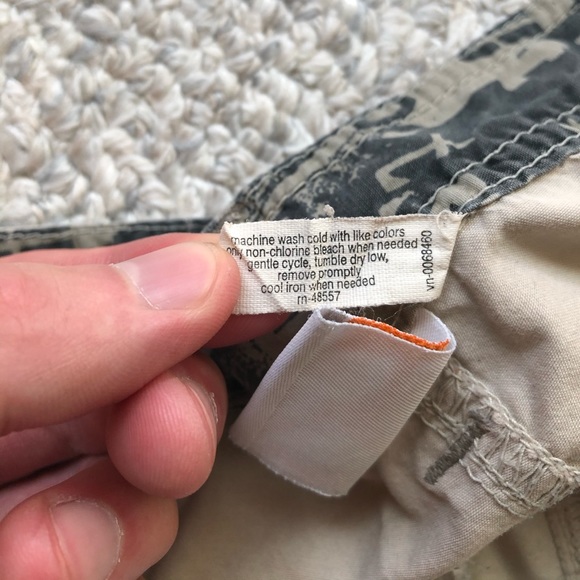 machine wash cold with like colors
only non-chlorine bleach when needed
gentle cycle, tumble dry low,
remove promptly
cool iron when needed
rn-48557
vn-0068460